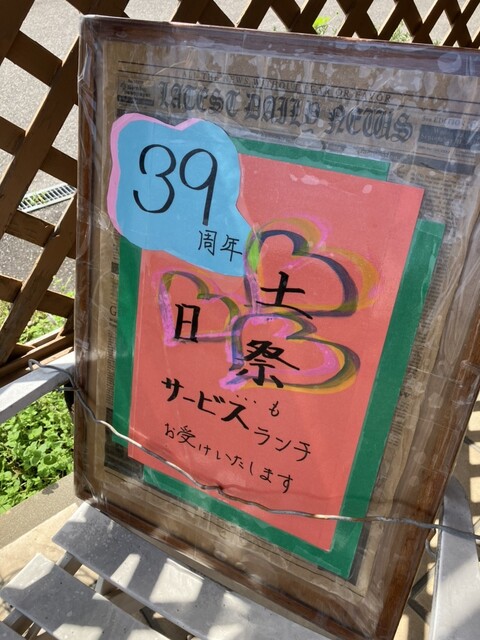 LATEST DAILY NEWS
39
周年
土
日
祭
…も
サービスランチ
お受けいたします